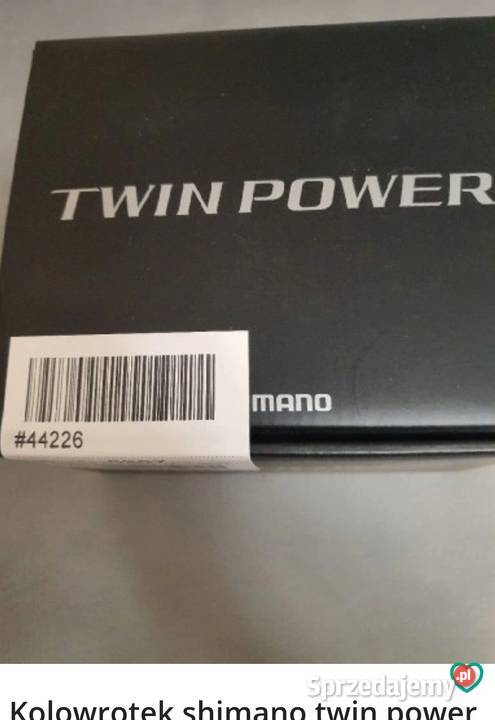 TWIN POWER
MANO
#44226
Sprzedajemy.pl
Kolowrotek shimano twin power